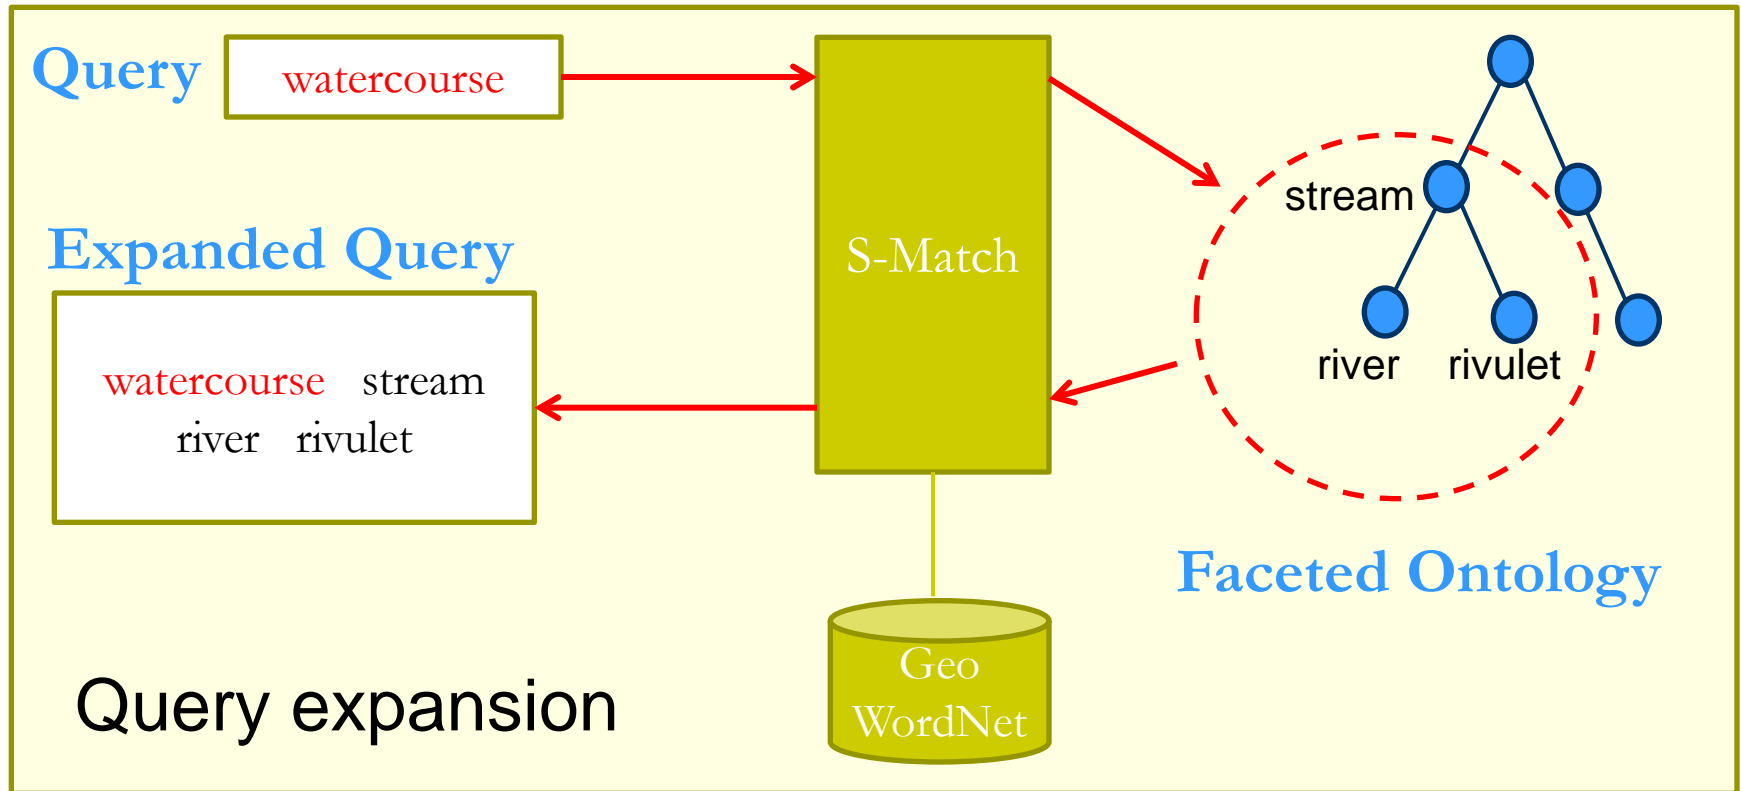 Query
watercourse
Expanded Query
watercourse stream
river rivulet
S-Match
Geo
WordNet
stream
river rivulet
Faceted Ontology
Query expansion